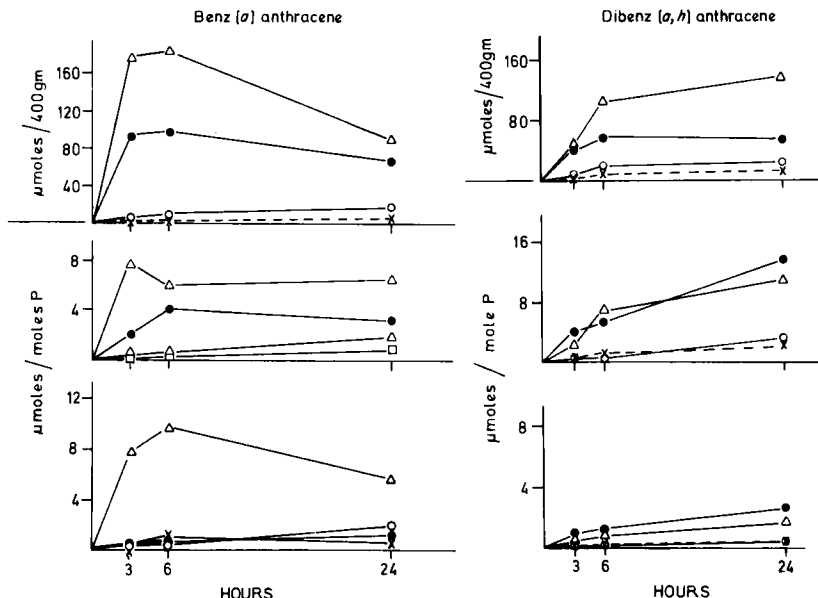 Benz (a) anthracene
μmoles/400gm
160
120
80
40
8
4
μmoles / moles P
12
8
4
3 6 24
HOURS
Dibenz (a,h) anthracene
μmoles/400gm
160
80
16
8
μmoles / mole P
8
4
3 6 24
HOURS